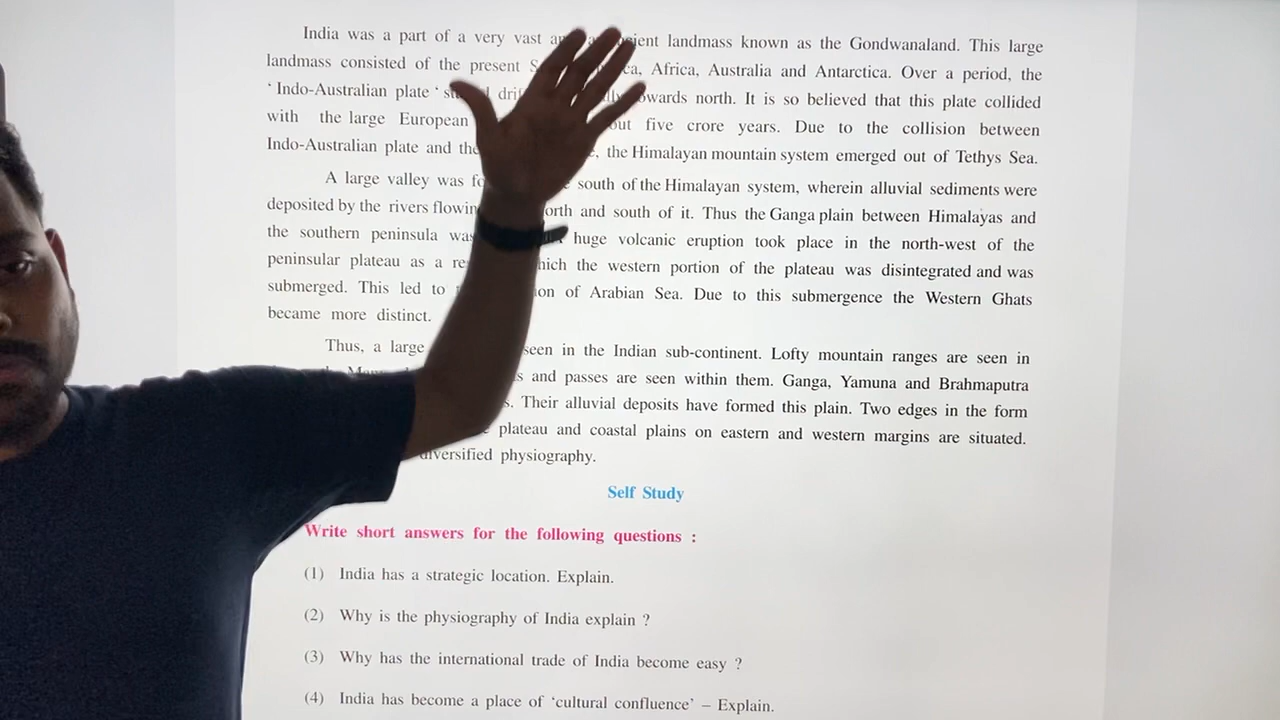 India was a part of a very vast landmass known as the Gondwanaland. This large
landmass consisted of the present Africa, Australia and Antarctica. Over a period, the
‘ Indo-Australian plate ‘ towards north. It is so believed that this plate collided
with the large European five crore years. Due to the collision between
Indo-Australian plate and the Himalayan mountain system emerged out of Tethys Sea.
A large valley was south of the Himalayan system, wherein alluvial sediments were
deposited by the rivers and south of it. Thus the Ganga plain between Himalayas and
the southern peninsula huge volcanic eruption took place in the north-west of the
peninsular plateau as a the western portion of the plateau was disintegrated and was
submerged. This led to of Arabian Sea. Due to this submergence the Western Ghats
became more distinct.
Thus, a large seen in the Indian sub-continent. Lofty mountain ranges are seen in
and passes are seen within them. Ganga, Yamuna and Brahmaputra
Their alluvial deposits have formed this plain. Two edges in the form
plateau and coastal plains on eastern and western margins are situated.
diversified physiography.
Self Study
Write short answers for the following questions :
(1) India has a strategic location. Explain.
(2) Why is the physiography of India explain ?
(3) Why has the international trade of India become easy ?
(4) India has become a place of ‘cultural confluence’ – Explain.